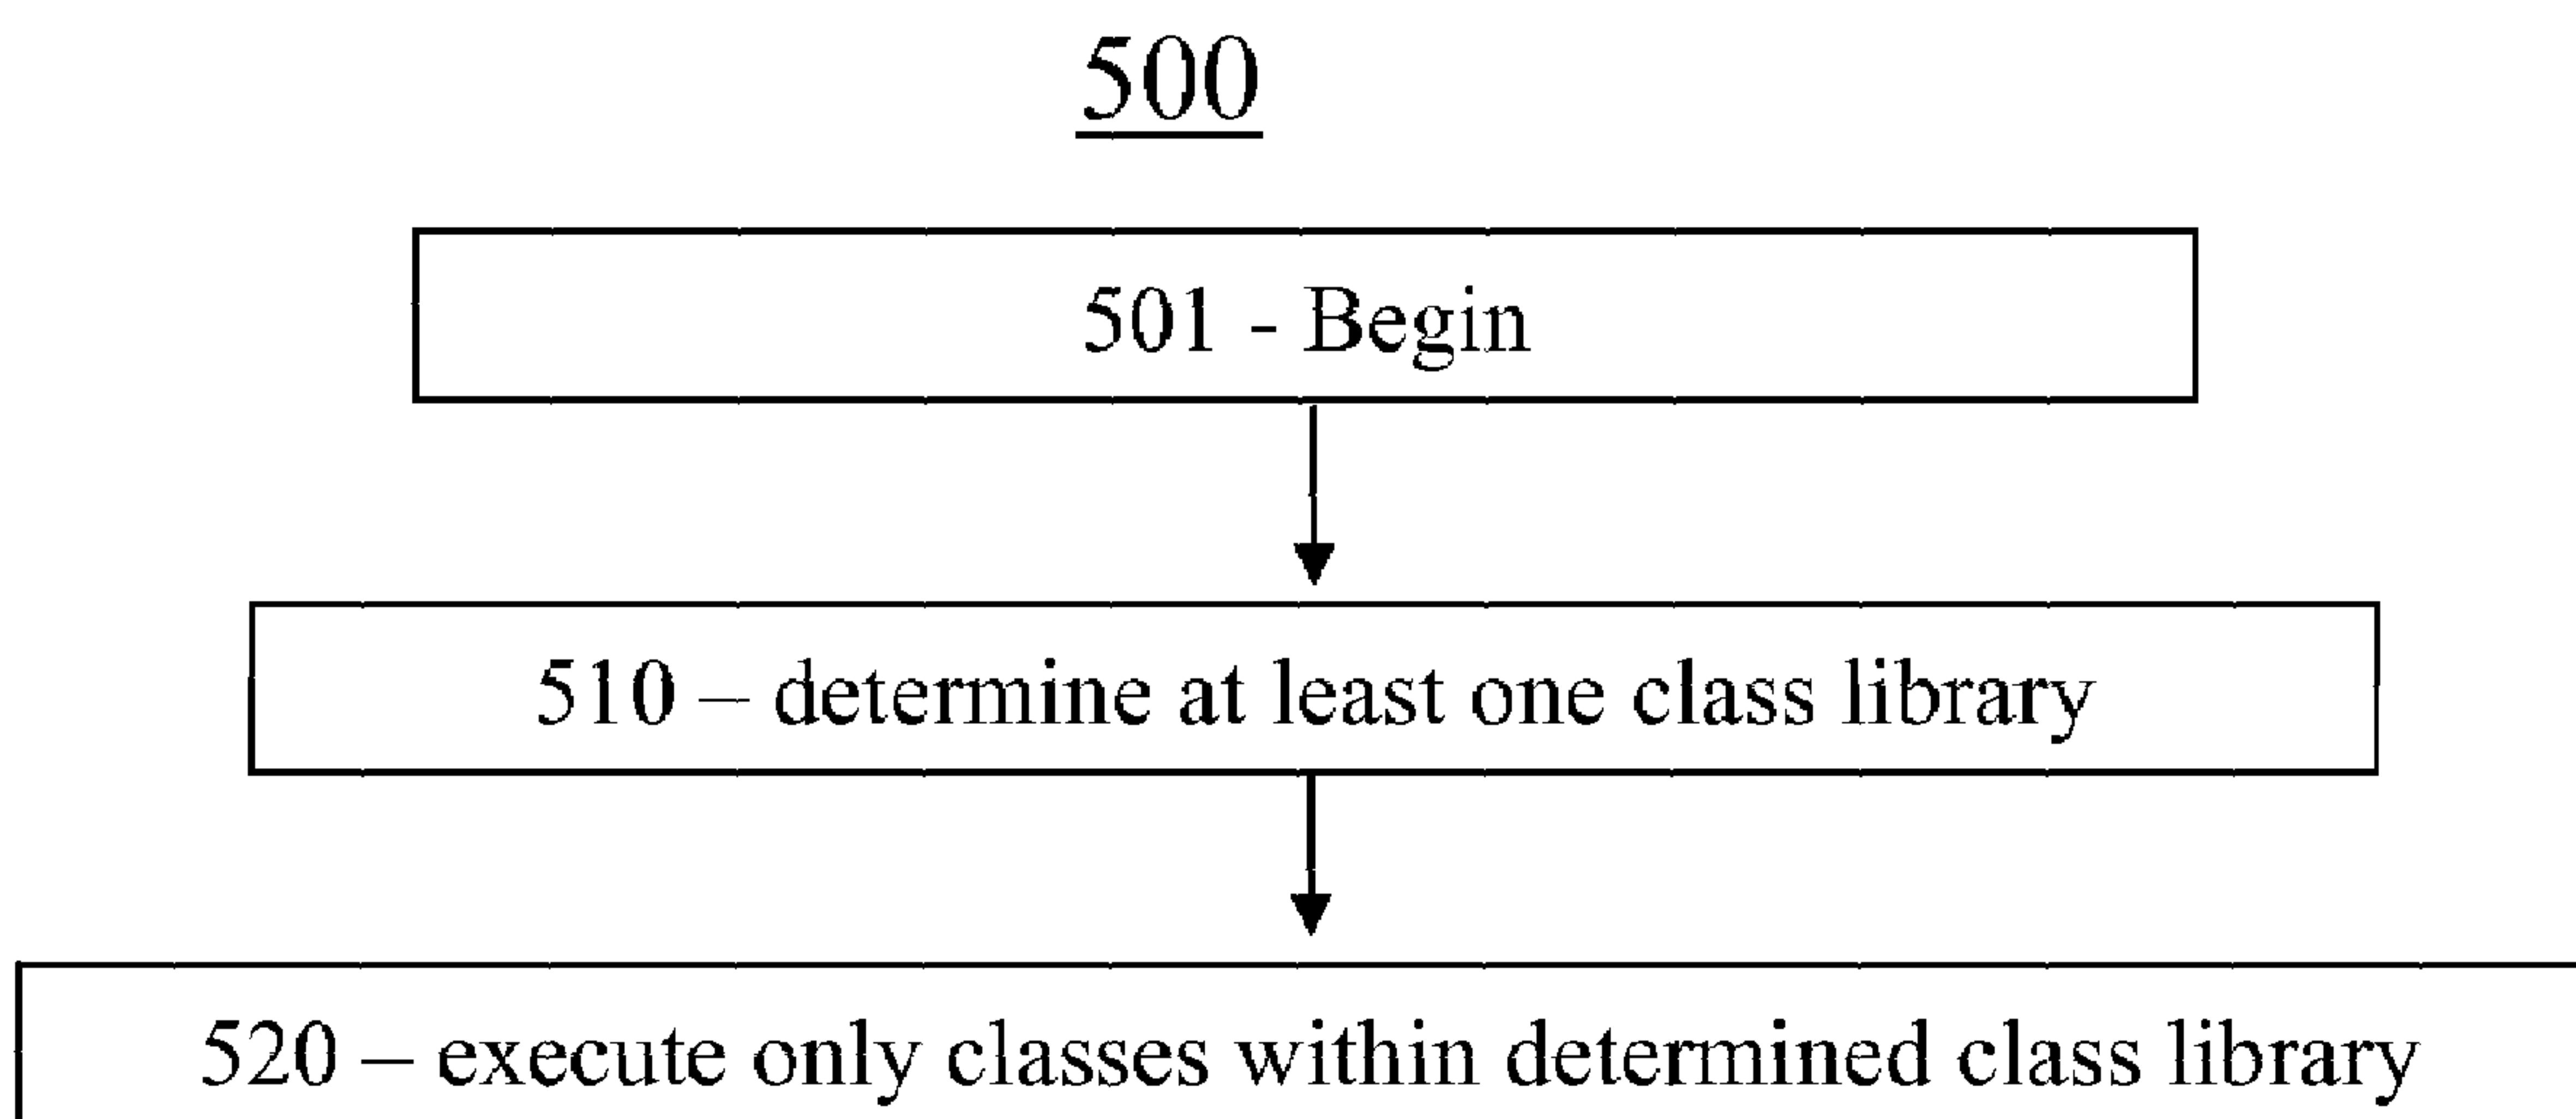 500
501 - Begin
510 – determine at least one class library
520 – execute only classes within determined class library